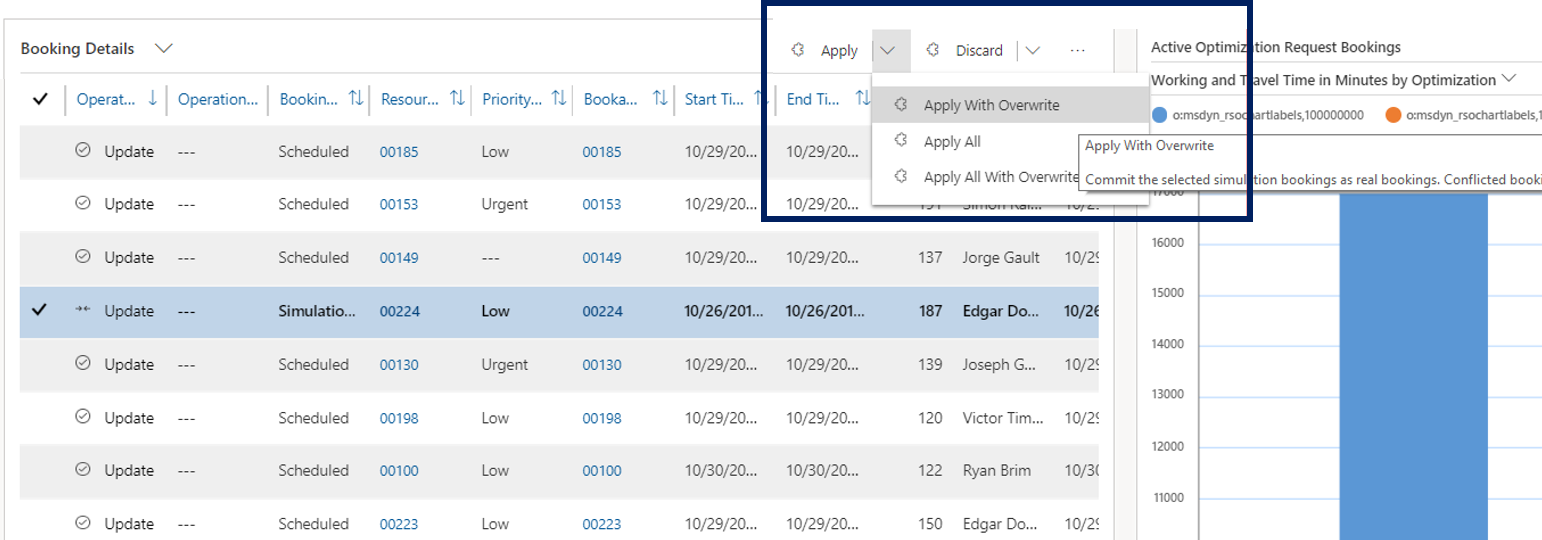 Booking Details
Apply
Discard
...
Active Optimization Request Bookings
Working and Travel Time in Minutes by Optimization
o:msdyn_rsochartlabels,100000000
o:msdyn_rsochartlabels,1
Operat... Operation... Bookin... Resour... Priority... Booka... Start Ti... End Ti...
Apply With Overwrite
Apply All
Apply All With Overwrite
Apply With Overwrite
Commit the selected simulation bookings as real bookings. Conflicted booki
Update --- Scheduled 00185 Low 00185 10/29/20... 10/29/20...
Update --- Scheduled 00153 Urgent 00153 10/29/20... 10/29/20...
Update --- Scheduled 00149 --- 00149 10/29/20... 10/29/20... 137 Jorge Gault 10/29
Update --- Simulatio... 00224 Low 00224 10/26/201... 10/26/201... 187 Edgar Do... 10/26
Update --- Scheduled 00130 Urgent 00130 10/29/20... 10/29/20... 139 Joseph G... 10/29
Update --- Scheduled 00198 Low 00198 10/29/20... 10/29/20... 120 Victor Tim... 10/29
Update --- Scheduled 00100 Low 00100 10/30/20... 10/30/20... 122 Ryan Brim 10/30
Update --- Scheduled 00223 Low 00223 10/29/20... 10/29/20... 150 Edgar Do... 10/29
17000
16000
15000
14000
13000
12000
11000